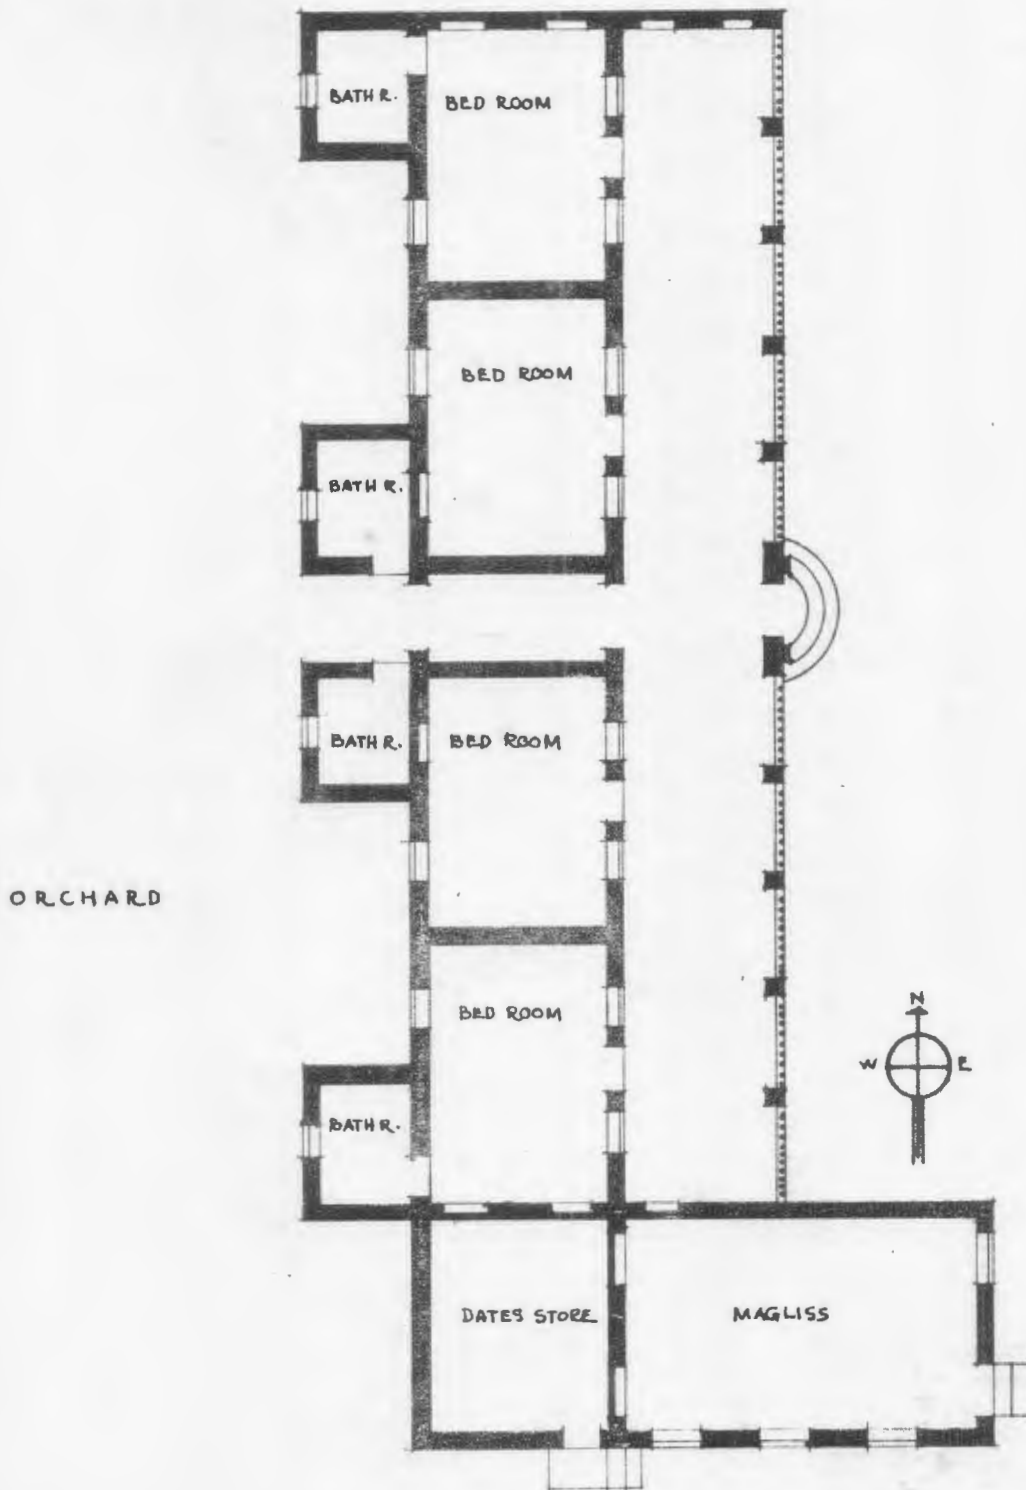 BATH R.
BED ROOM
BED ROOM
BATH R.
BATH R.
BED ROOM
ORCHARD
BED ROOM
N
W
E
BATH R.
DATES STORE
MAGLISS